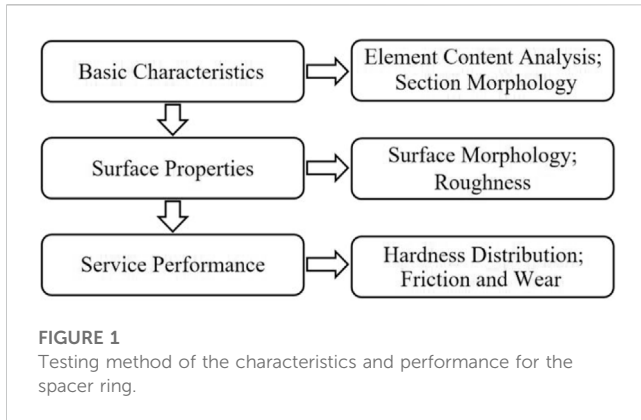 Basic Characteristics
Element Content Analysis;
Section Morphology
Surface Properties
Surface Morphology;
Roughness
Service Performance
Hardness Distribution;
Friction and Wear
FIGURE 1
Testing method of the characteristics and performance for the
spacer ring.